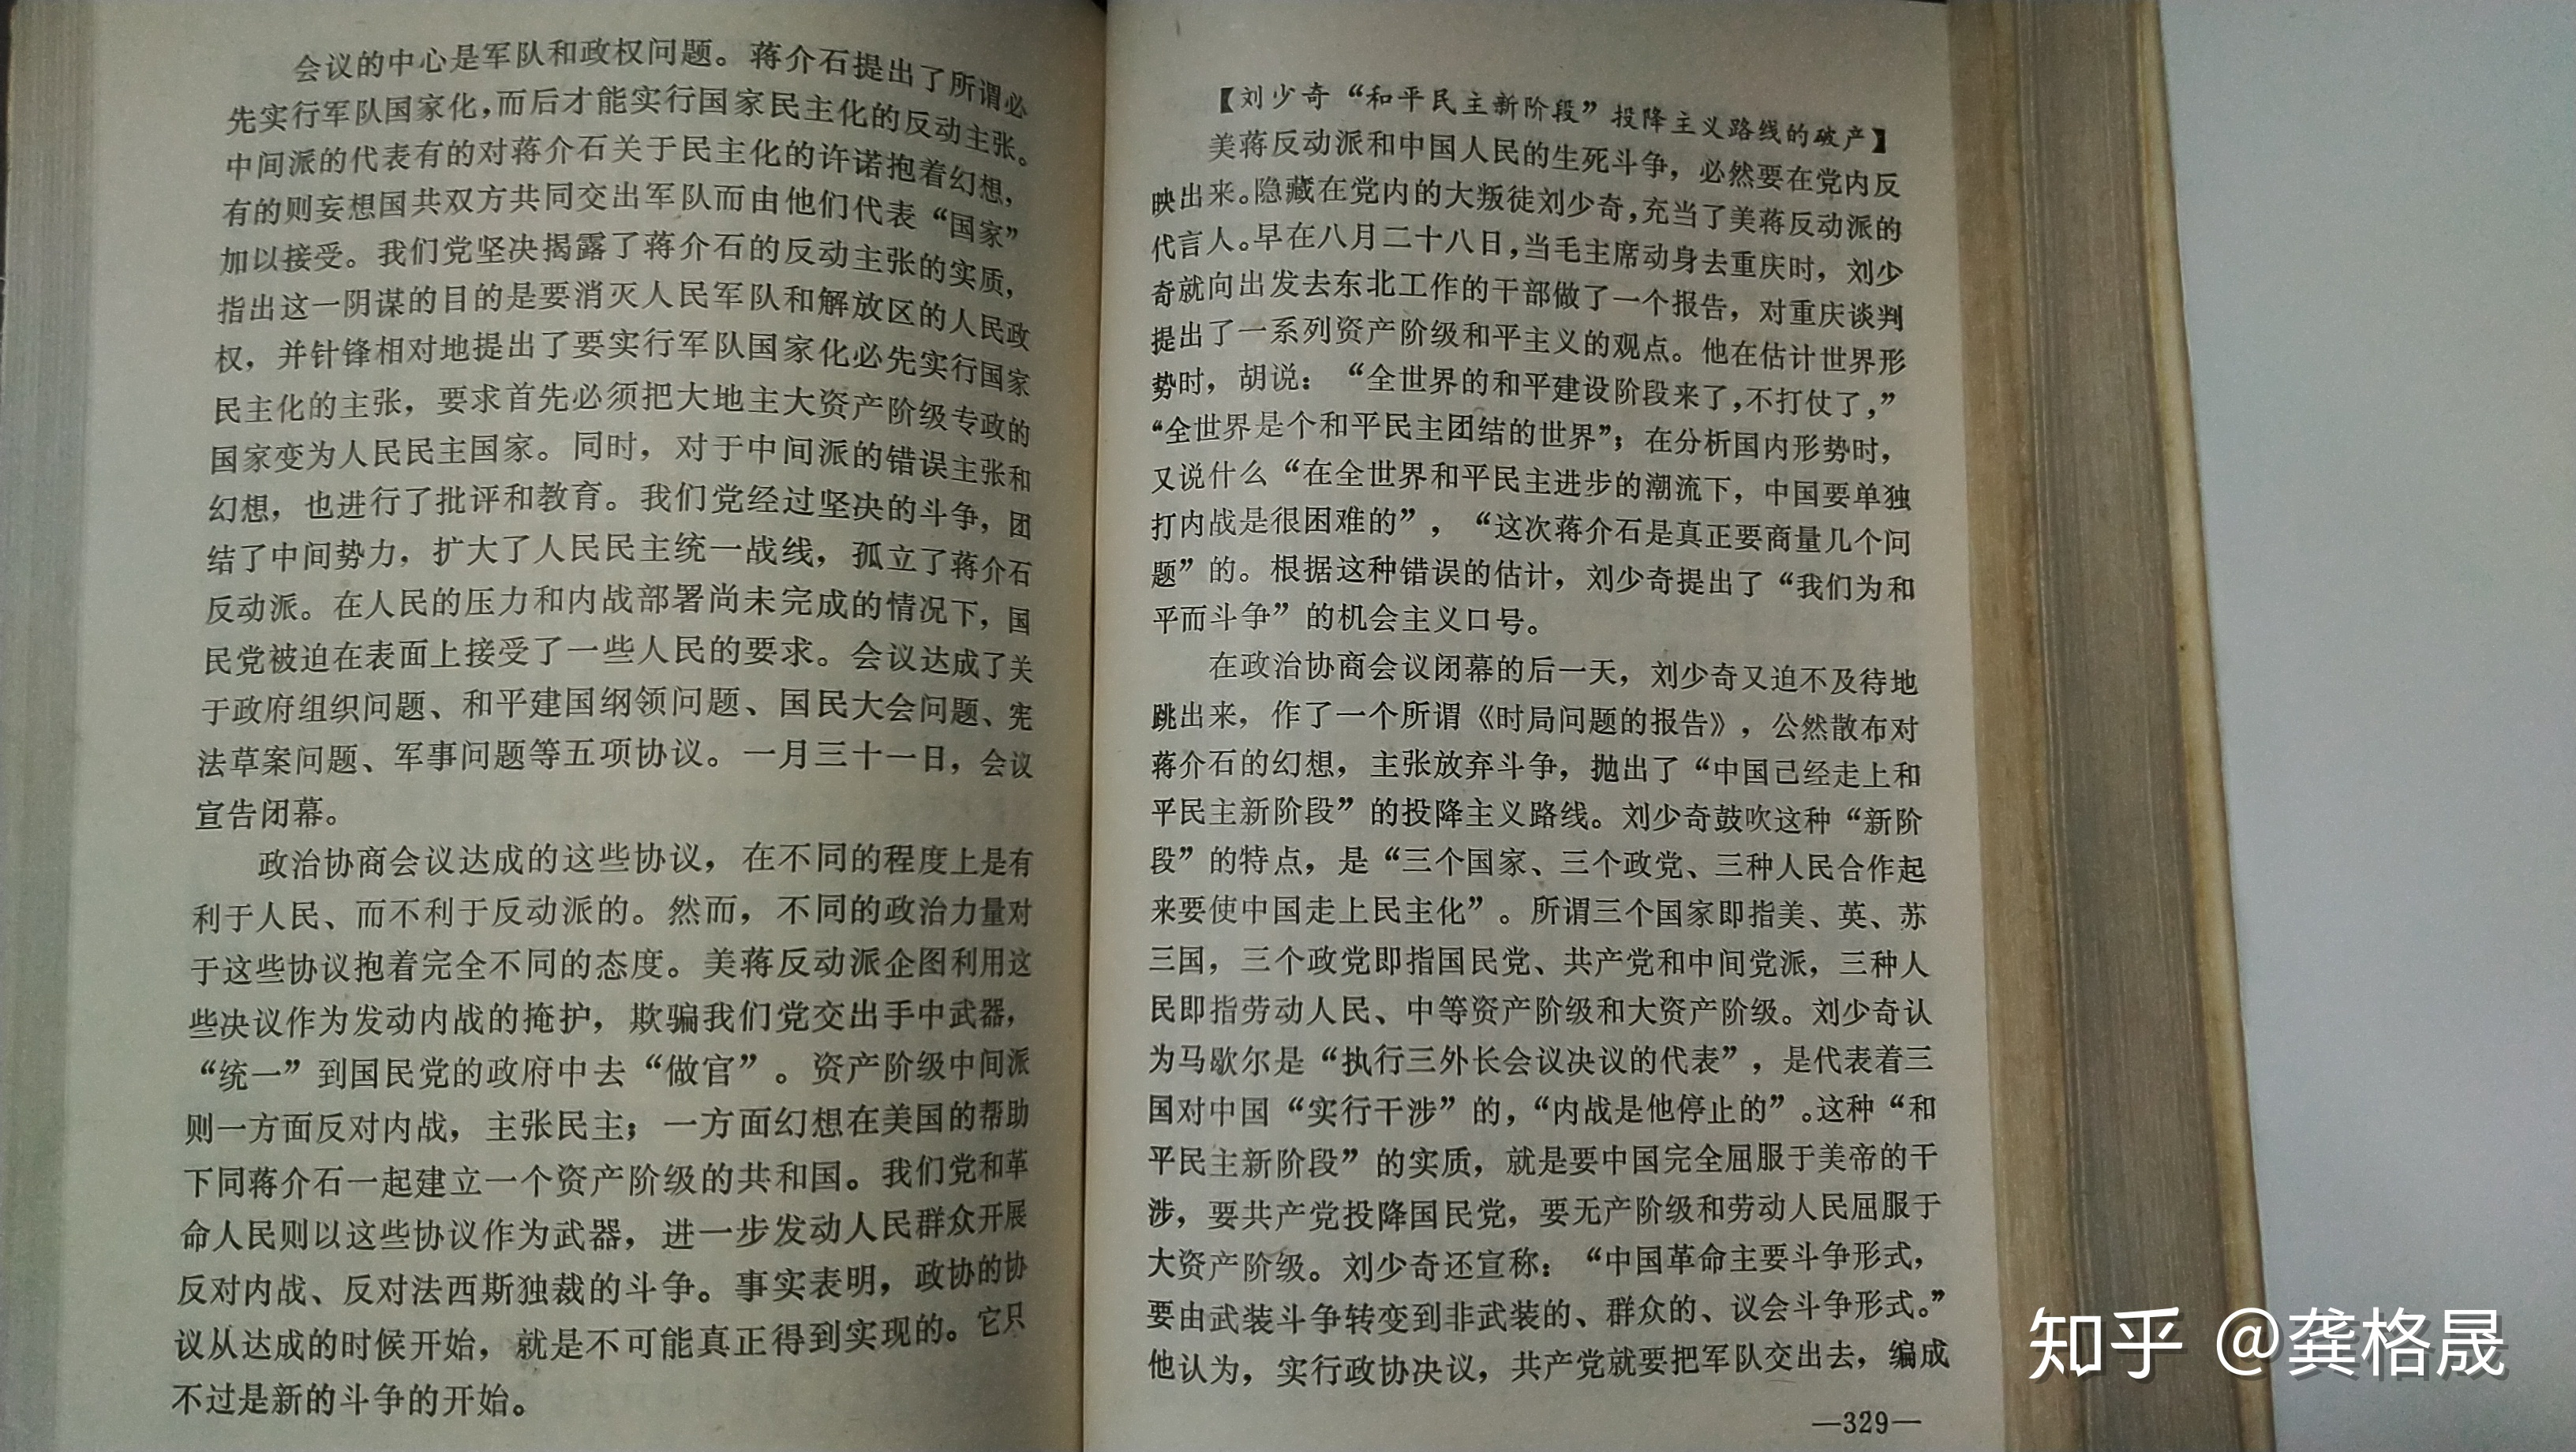 会议的中心是军队和政权问题。蒋介石提出了所谓必
先实行军队国家化，而后才能实行国家民主化的反动主张。
中间派的代表有的对蒋介石关于民主化的许诺抱着幻想，
有的则妄想国共双方共同交出军队而由他们代表“国家”
加以接受。我们党坚决揭露了蒋介石的反动主张的实质，
指出这一阴谋的目的是要消灭人民军队和解放区的人民政
权，并针锋相对地提出了要实行军队国家化必先实行国家
民主化的主张，要求首先必须把大地主大资产阶级专政的
国家变为人民民主国家。同时，对于中间派的错误主张和
幻想，也进行了批评和教育。我们党经过坚决的斗争，团
结了中间势力，扩大了人民民主统一战线，孤立了蒋介石
反动派。在人民的压力和内战部署尚未完成的情况下，国
民党被迫在表面上接受了一些人民的要求。会议达成了关
于政府组织问题、和平建国纲领问题、国民大会问题、宪
法草案问题、军事问题等五项协议。一月三十一日，会议
宣告闭幕。
政治协商会议达成的这些协议，在不同的程度上是有
利于人民、而不利于反动派的。然而，不同的政治力量对
于这些协议抱着完全不同的态度。美蒋反动派企图利用这
些决议作为发动内战的掩护，欺骗我们党交出手中武器，
“统一”到国民党的政府中去“做官”。资产阶级中间派
则一方面反对内战，主张民主；一方面幻想在美国的帮助
下同蒋介石一起建立一个资产阶级的共和国。我们党和革
命人民则以这些协议作为武器，进一步发动人民群众开展
反对内战、反对法西斯独裁的斗争。事实表明，政协的协
议从达成的时候开始，就是不可能真正得到实现的。它只
不过是新的斗争的开始。
【刘少奇“和平民主新阶段”投降主义路线的破产】
美蒋反动派和中国人民的生死斗争，必然要在党内反
映出来。隐藏在党内的大叛徒刘少奇，充当了美蒋反动派的
代言人。早在八月二十八日，当毛主席动身去重庆时，刘少
奇就向出发去东北工作的干部做了一个报告，对重庆谈判
提出了一系列资产阶级和平主义的观点。他在估计世界形
势时，胡说：“全世界的和平建设阶段来了，不打仗了，”
“全世界是个和平民主团结的世界”；在分析国内形势时，
又说什么“在全世界和平民主进步的潮流下，中国要单独
打内战是很困难的”，“这次蒋介石是真正要商量几个问
题”的。根据这种错误的估计，刘少奇提出了“我们为和
平而斗争”的机会主义口号。
在政治协商会议闭幕的后一天，刘少奇又迫不及待地
跳出来，作了一个所谓《时局问题的报告》，公然散布对
蒋介石的幻想，主张放弃斗争，抛出了“中国已经走上和
平民主新阶段”的投降主义路线。刘少奇鼓吹这种“新阶
段”的特点，是“三个国家、三个政党、三种人民合作起
来要使中国走上民主化”。所谓三个国家即指美、英、苏
三国，三个政党即指国民党、共产党和中间党派，三种人
民即指劳动人民、中等资产阶级和大资产阶级。刘少奇认
为马歇尔是“执行三外长会议决议的代表”，是代表着三
国对中国“实行干涉”的，“内战是他停止的”。这种“和
平民主新阶段”的实质，就是要中国完全屈服于美帝的干
涉，要共产党投降国民党，要无产阶级和劳动人民屈服于
大资产阶级。刘少奇还宣称：“中国革命主要斗争形式，
要由武装斗争转变到非武装的、群众的、议会斗争形式。”
他认为，实行政协决议，共产党就要把军队交出去，编成
—329—
知乎 @龚格晟